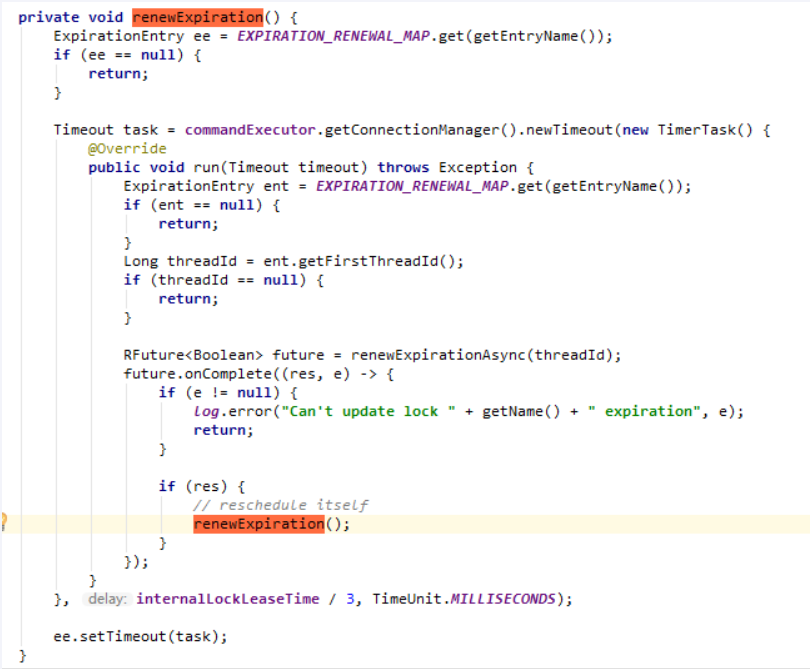 private void renewExpiration() {
    ExpirationEntry ee = EXPIRATION_RENEWAL_MAP.get(getEntryName());
    if (ee == null) {
        return;
    }

    Timeout task = commandExecutor.getConnectionManager().newTimeout(new TimerTask() {
        @Override
        public void run(Timeout timeout) throws Exception {
            ExpirationEntry ent = EXPIRATION_RENEWAL_MAP.get(getEntryName());
            if (ent == null) {
                return;
            }
            Long threadId = ent.getFirstThreadId();
            if (threadId == null) {
                return;
            }

            RFuture<Boolean> future = renewExpirationAsync(threadId);
            future.onComplete((res, e) -> {
                if (e != null) {
                    log.error("Can't update lock " + getName() + " expiration", e);
                    return;
                }

                if (res) {
                    // reschedule itself
                    renewExpiration();
                }
            });
        }
    }, delay: internalLockLeaseTime / 3, TimeUnit.MILLISECONDS);

    ee.setTimeout(task);
}